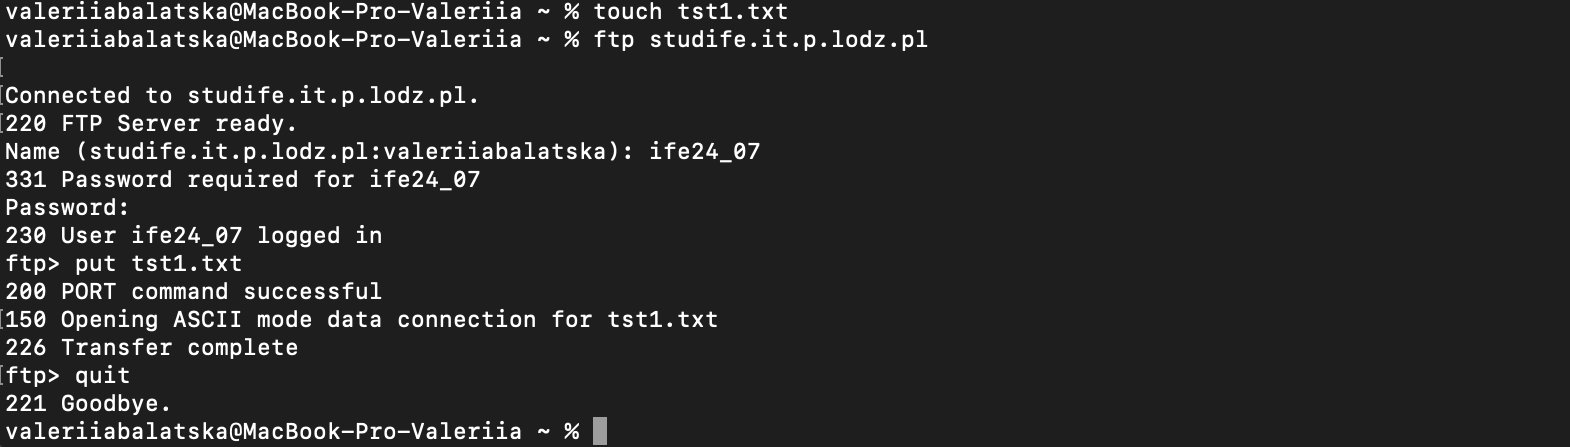 valeriiabalatska@MacBook-Pro-Valeriia ~ % touch tst1.txt
valeriiabalatska@MacBook-Pro-Valeriia ~ % ftp studife.it.p.lodz.pl
[
[Connected to studife.it.p.lodz.pl.
[220 FTP Server ready.
Name (studife.it.p.lodz.pl:valeriiabalatska): ife24_07
331 Password required for ife24_07
Password:
230 User ife24_07 logged in
ftp> put tst1.txt
200 PORT command successful
[150 Opening ASCII mode data connection for tst1.txt
226 Transfer complete
[ftp> quit
221 Goodbye.
valeriiabalatska@MacBook-Pro-Valeriia ~ %